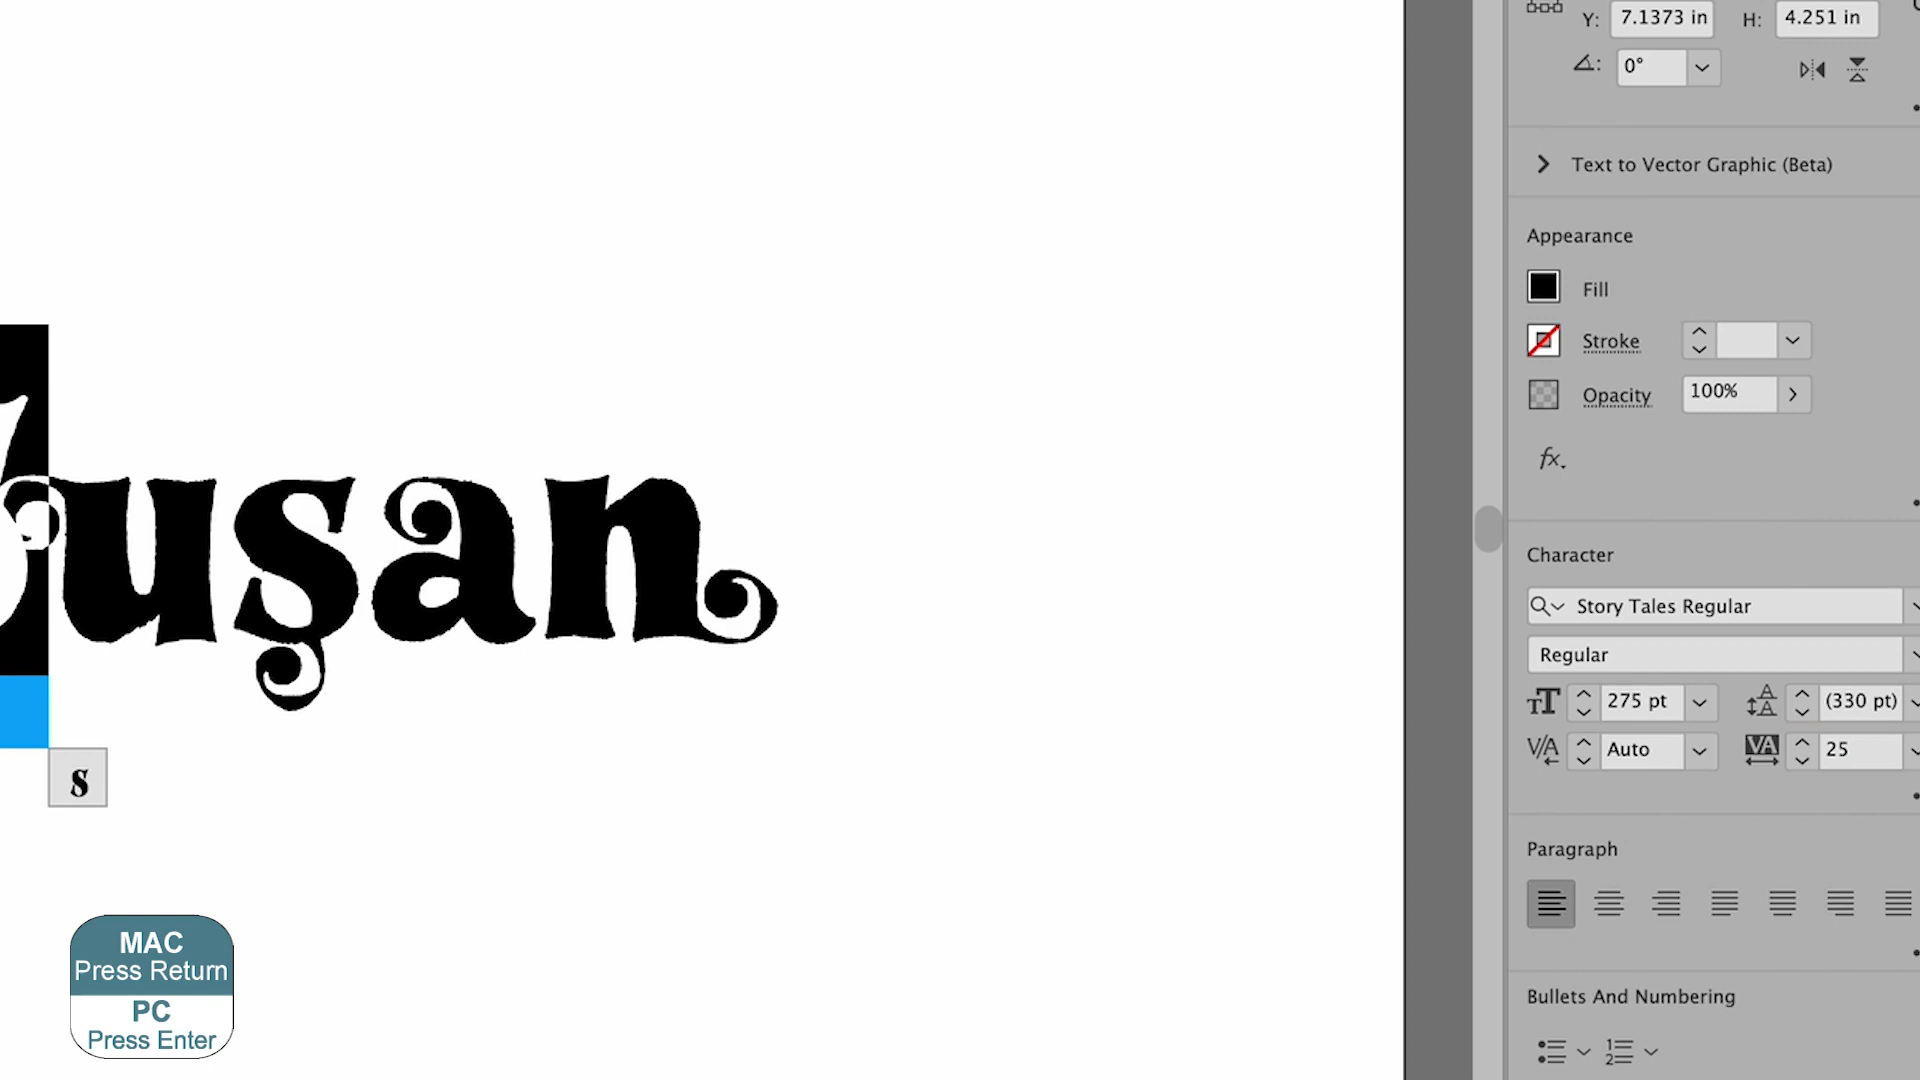 Y: 7.1373 in H: 4.251 in
0°
Text to Vector Graphic (Beta)
Appearance
Fill
Stroke
Opacity 100%
fx.
Character
Story Tales Regular
Regular
275 pt (330 pt)
Auto 25
Paragraph
Bullets And Numbering
usan
s
MAC
Press Return
PC
Press Enter